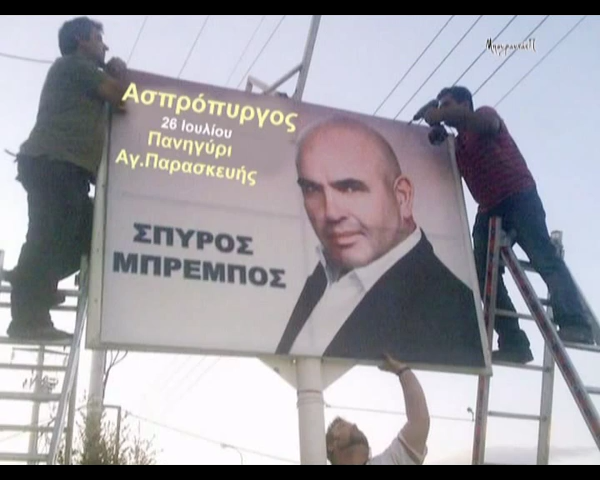 Ασπρόπυργος
26 Ιουλίου
Πανηγύρι
Αγ.Παρασκευής
ΣΠΥΡΟΣ
ΜΠΡΕΜΠΟΣ